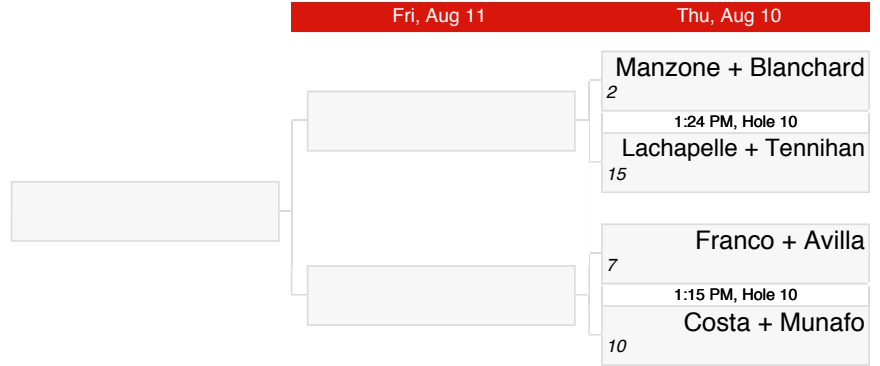 Fri, Aug 11
Thu, Aug 10
Manzone + Blanchard
2
1:24 PM, Hole 10
Lachapelle + Tennihan
15
Franco + Avilla
7
1:15 PM, Hole 10
Costa + Munafo
10